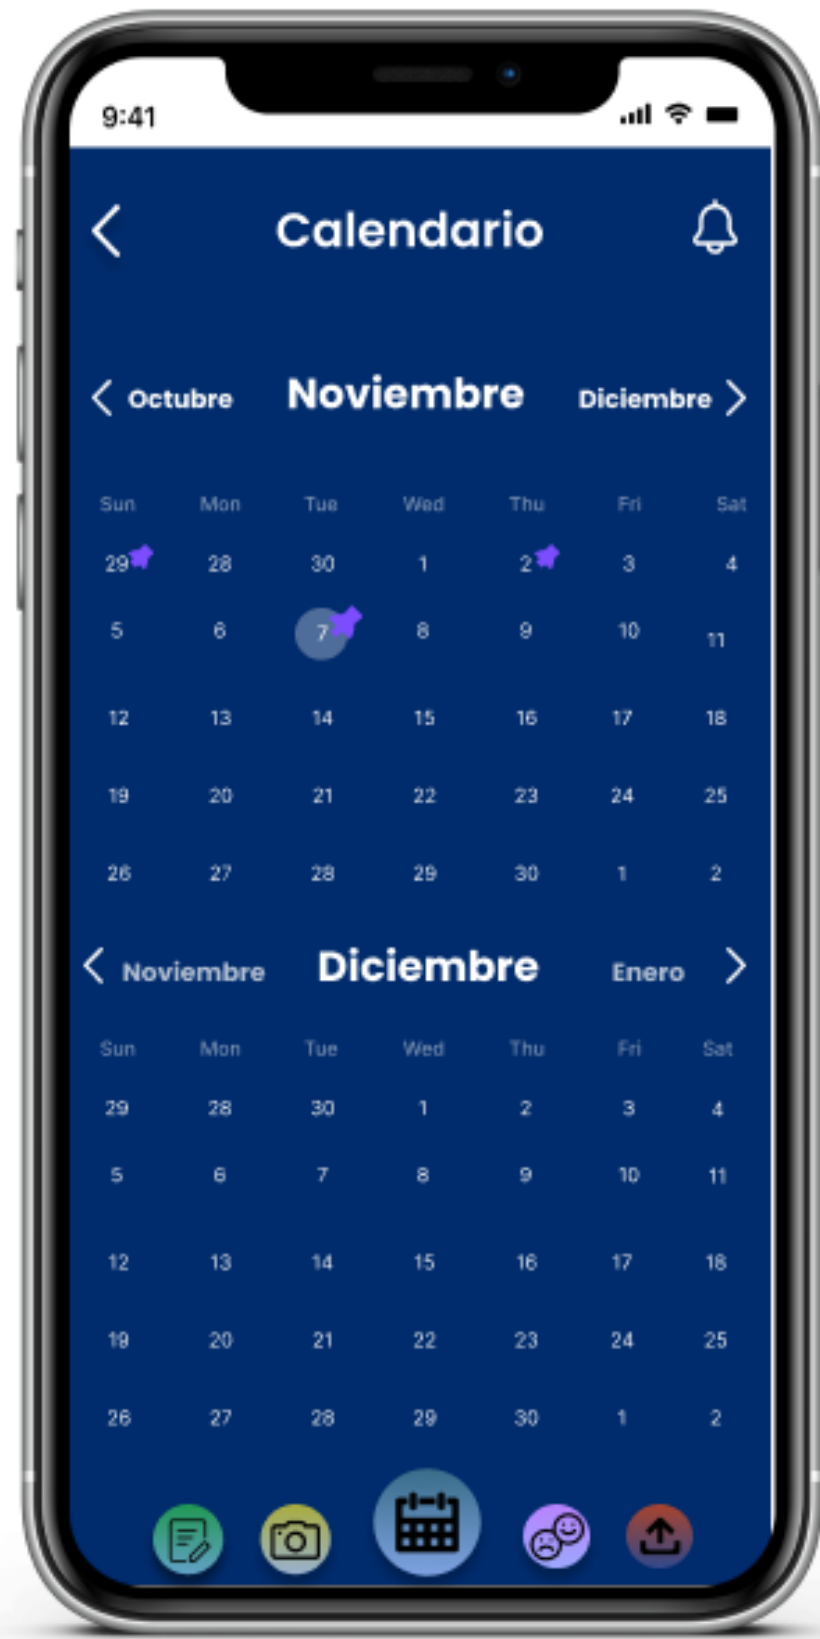 9:41
Calendario
Octubre Noviembre Diciembre
Sun Mon Tue Wed Thu Fri Sat
29 28 30 1 2 3 4
5 6 7 8 9 10 11
12 13 14 15 16 17 18
19 20 21 22 23 24 25
26 27 28 29 30 1 2
Noviembre Diciembre Enero
Sun Mon Tue Wed Thu Fri Sat
29 28 30 1 2 3 4
5 6 7 8 9 10 11
12 13 14 15 16 17 18
19 20 21 22 23 24 25
26 27 28 29 30 1 2